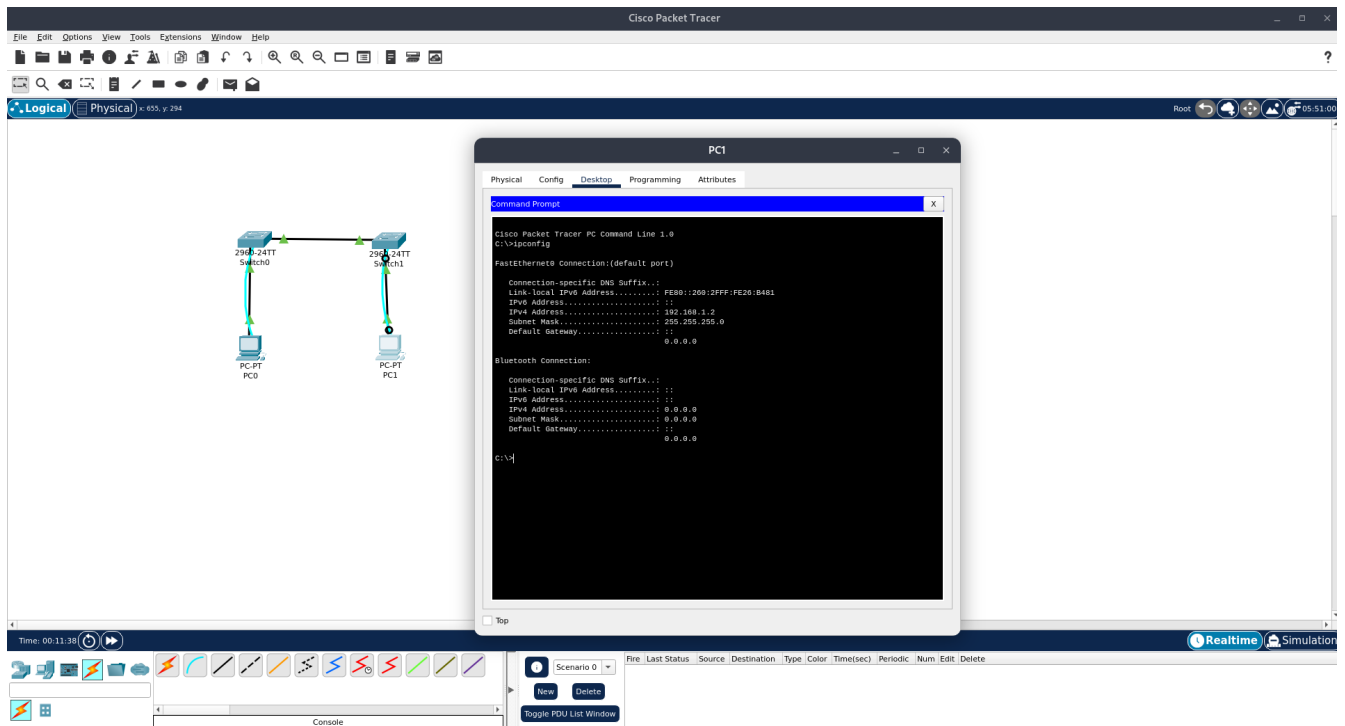 Cisco Packet Tracer
File Edit Options View Tools Extensions Window Help
?
Logical Physical x: 655, y: 294 Root 05:51:00
PC1
Physical Config Desktop Programming Attributes
Command Prompt X
Cisco Packet Tracer PC Command Line 1.0
C:\>ipconfig
FastEthernet0 Connection:(default port)
Connection-specific DNS Suffix..:
Link-local IPv6 Address.........: FE80::260:2FFF:FE26:B481
IPv6 Address....................: ::
IPv4 Address....................: 192.168.1.2
Subnet Mask.....................: 255.255.255.0
Default Gateway.................: ::
0.0.0.0
Bluetooth Connection:
Connection-specific DNS Suffix..:
Link-local IPv6 Address.........: ::
IPv6 Address....................: ::
IPv4 Address....................: 0.0.0.0
Subnet Mask.....................: 0.0.0.0
Default Gateway.................: ::
0.0.0.0
C:\>
Top
2960-24TT
Switch0
2960-24TT
Switch1
PC-PT
PC0
PC-PT
PC1
Time: 00:11:38 Realtime Simulation
Scenario 0
New Delete
Toggle PDU List Window
Fire Last Status Source Destination Type Color Time(sec) Periodic Num Edit Delete
Console